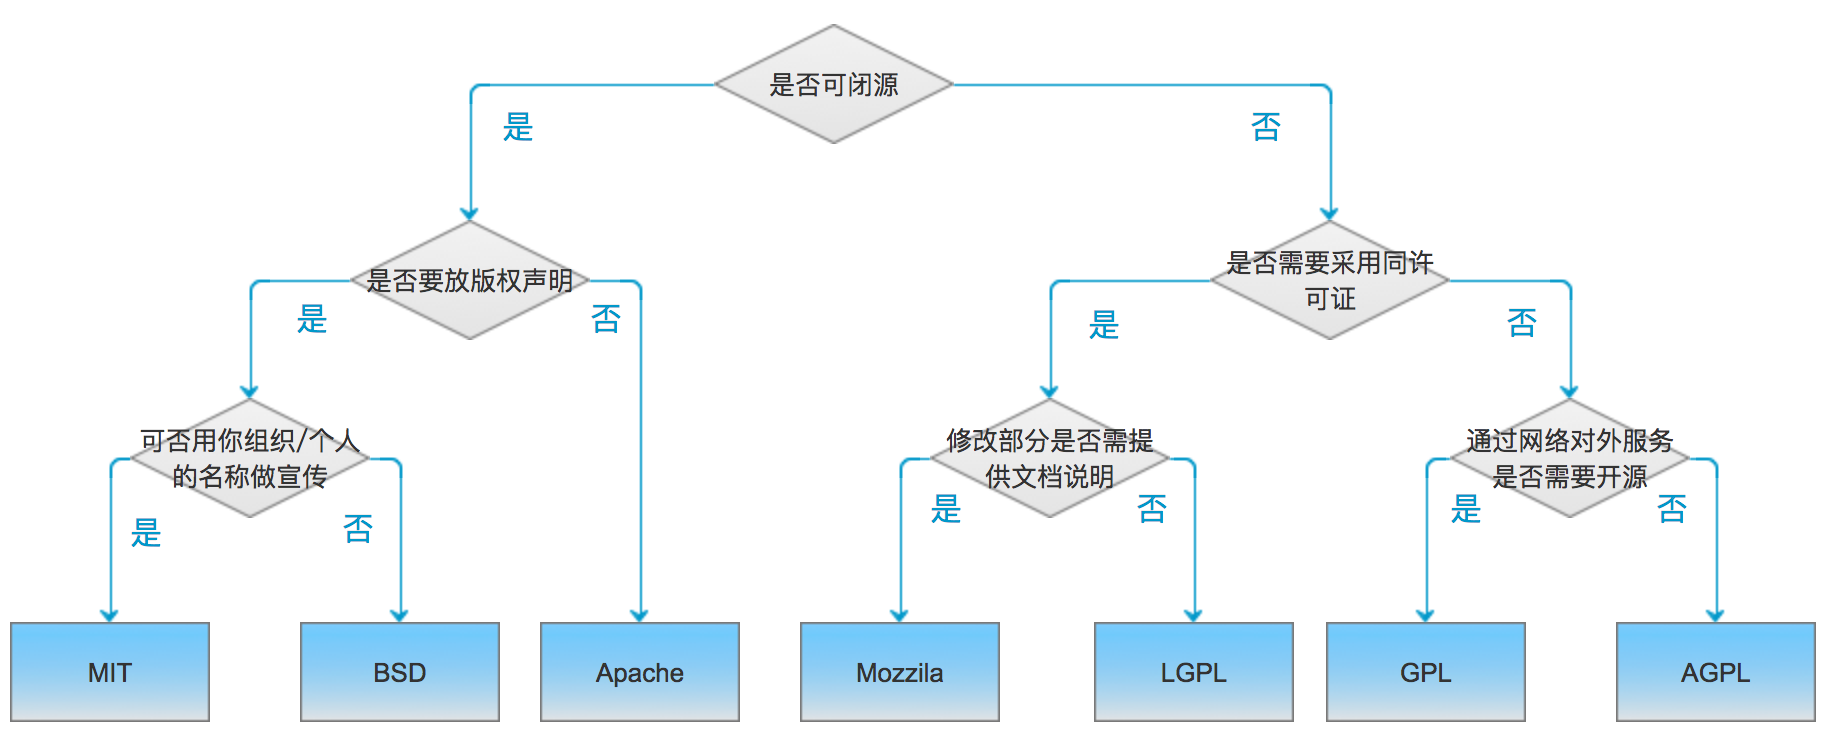 是否可闭源
是
否
是否要放版权声明
是否需要采用同许
可证
是
否
是
否
可否用你组织/个人
的名称做宣传
修改部分是否需提
供文档说明
通过网络对外服务
是否需要开源
是
否
是
否
是
否
MIT
BSD
Apache
Mozzila
LGPL
GPL
AGPL